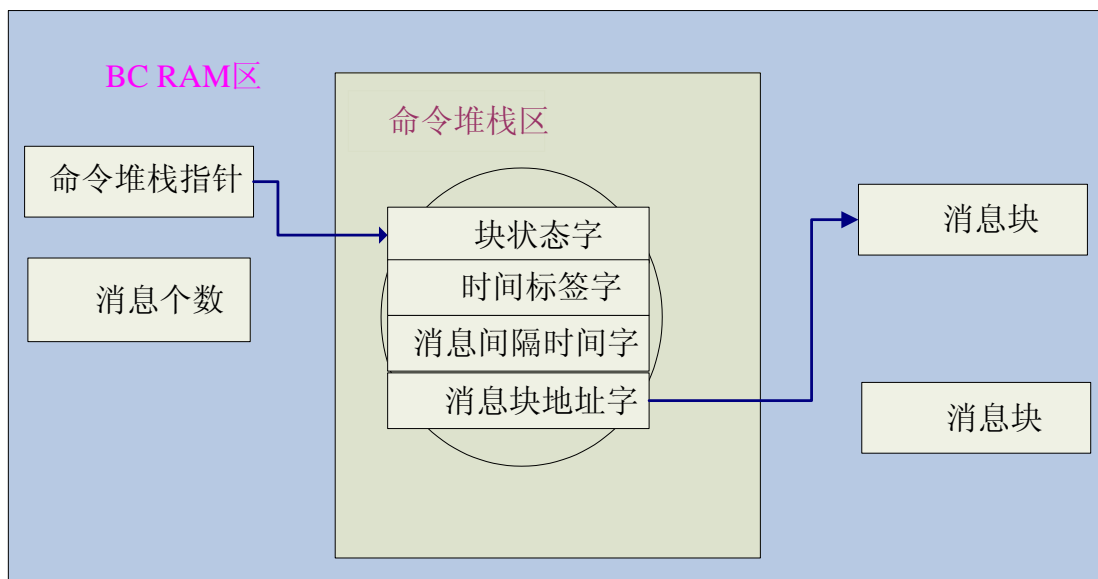 BC RAM区
命令堆栈区
命令堆栈指针
消息个数
块状态字
时间标签字
消息间隔时间字
消息块地址字
消息块
消息块